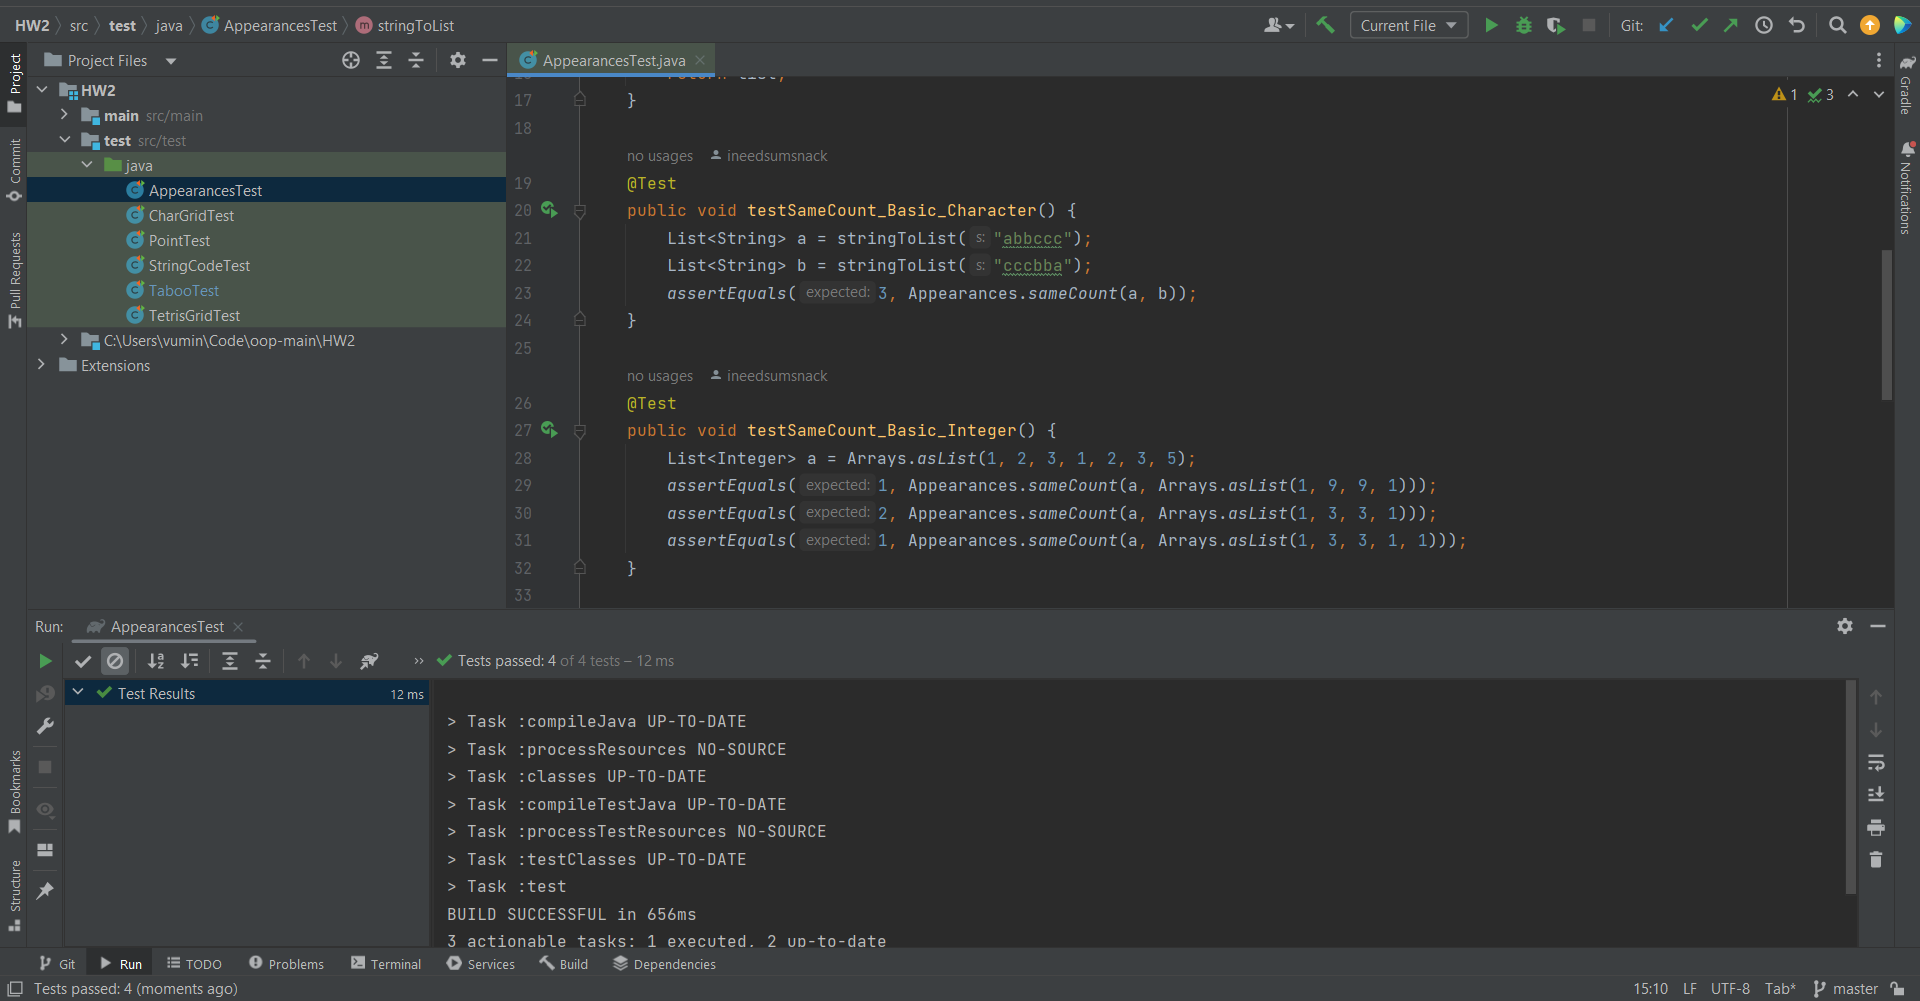 HW2 src test java AppearancesTest stringToList
Current File
Git:
Project
Project Files
AppearancesTest.java
HW2
main src/main
test src/test
java
AppearancesTest
CharGridTest
PointTest
StringCodeTest
TabooTest
TetrisGridTest
C:\Users\vumin\Code\oop-main\HW2
Extensions
Commit
Pull Requests
Bookmarks
Structure
Gradle
Notifications
1 3
17 }
18
no usages ineedsumsnack
19 @Test
20 public void testSameCount_Basic_Character() {
21 List<String> a = stringToList( s: "abbccc");
22 List<String> b = stringToList( s: "cccbba");
23 assertEquals( expected: 3, Appearances.sameCount(a, b));
24 }
25
no usages ineedsumsnack
26 @Test
27 public void testSameCount_Basic_Integer() {
28 List<Integer> a = Arrays.asList(1, 2, 3, 1, 2, 3, 5);
29 assertEquals( expected: 1, Appearances.sameCount(a, Arrays.asList(1, 9, 9, 1)));
30 assertEquals( expected: 2, Appearances.sameCount(a, Arrays.asList(1, 3, 3, 1)));
31 assertEquals( expected: 1, Appearances.sameCount(a, Arrays.asList(1, 3, 3, 1, 1)));
32 }
33
Run: AppearancesTest
Tests passed: 4 of 4 tests – 12 ms
Test Results 12 ms
> Task :compileJava UP-TO-DATE
> Task :processResources NO-SOURCE
> Task :classes UP-TO-DATE
> Task :compileTestJava UP-TO-DATE
> Task :processTestResources NO-SOURCE
> Task :testClasses UP-TO-DATE
> Task :test
BUILD SUCCESSFUL in 656ms
3 actionable tasks: 1 executed, 2 up-to-date
Git Run TODO Problems Terminal Services Build Dependencies
Tests passed: 4 (moments ago)
15:10 LF UTF-8 Tab* master